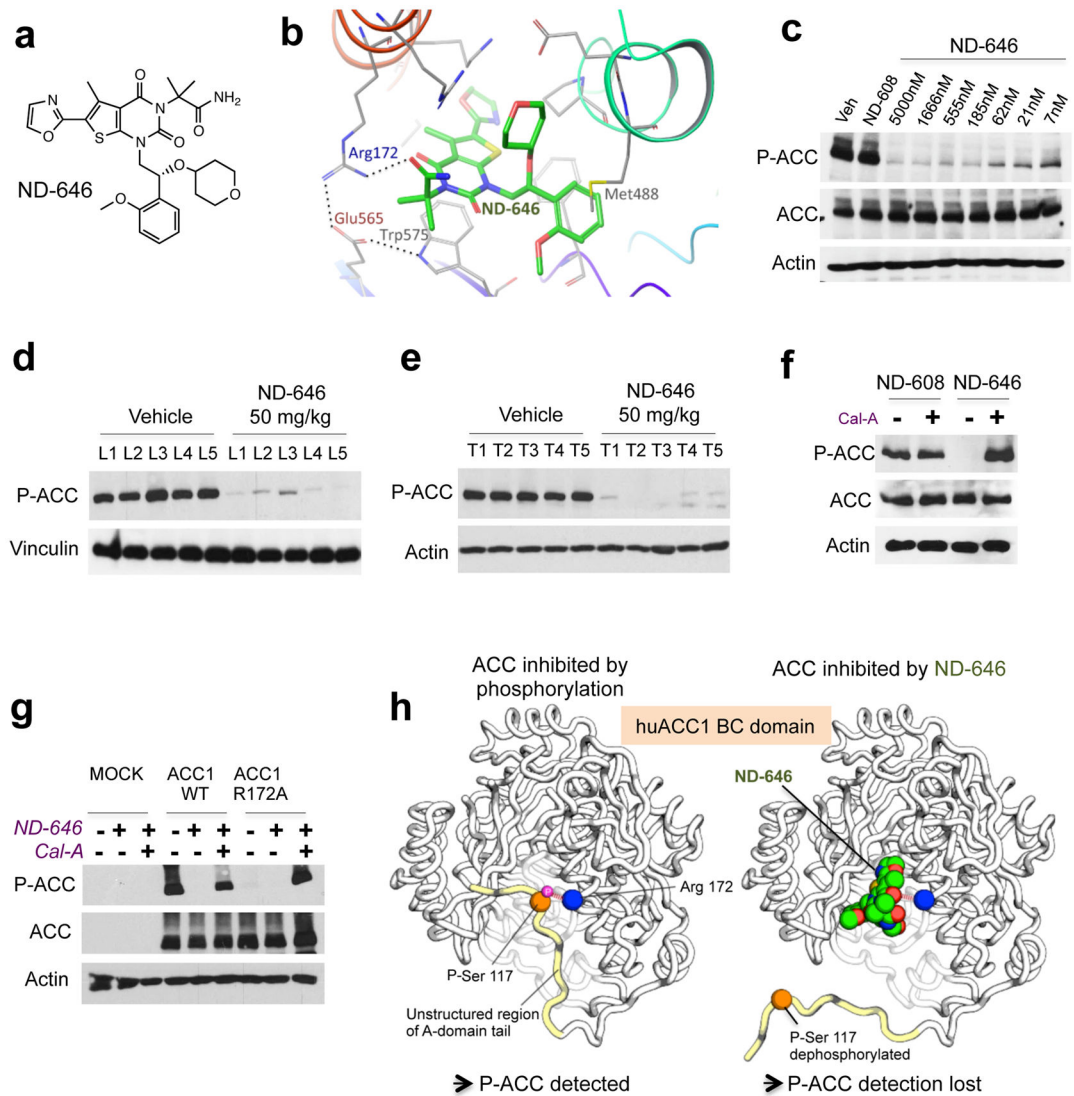 a
O
O
N
N
NH2
O
N
O
S
N
O
O
O
O
ND-646
b
Arg172
Glu565
Trp575
ND-646
Met488
c
ND-646
Veh
ND-608
5000nM
1666nM
555nM
185nM
62nM
21nM
7nM
P-ACC
ACC
Actin
d
Vehicle
ND-646
50 mg/kg
L1 L2 L3 L4 L5 L1 L2 L3 L4 L5
P-ACC
Vinculin
e
Vehicle
ND-646
50 mg/kg
T1 T2 T3 T4 T5 T1 T2 T3 T4 T5
P-ACC
Actin
f
ND-608 ND-646
Cal-A - + - +
P-ACC
ACC
Actin
g
MOCK
ACC1
WT
ACC1
R172A
ND-646 - + + - + + - + +
Cal-A - - + - - + - - +
P-ACC
ACC
Actin
h
ACC inhibited by
phosphorylation
ACC inhibited by ND-646
huACC1 BC domain
ND-646
Arg 172
P-Ser 117
Unstructured region
of A-domain tail
P-Ser 117
dephosphorylated
➔ P-ACC detected
➔ P-ACC detection lost